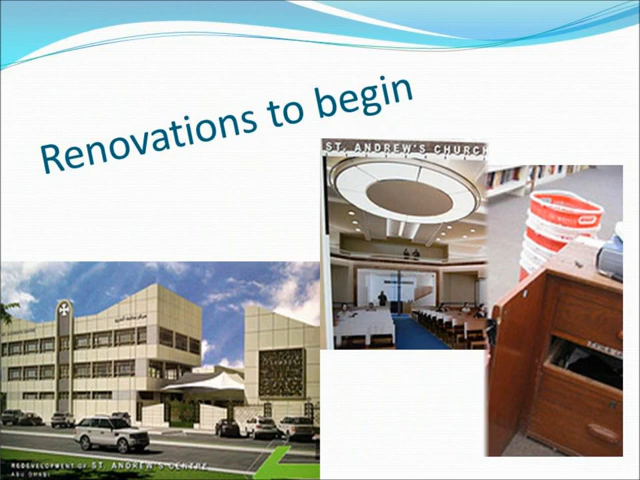 Renovations to begin
ST. ANDREW'S CHURCH
REDEVELOPMENT OF ST. ANDREW'S CENTRE
ABU DHABI